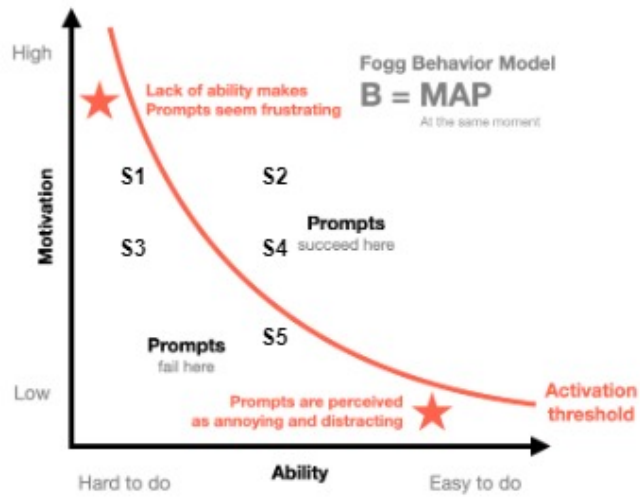 High
Lack of ability makes
Prompts seem frustrating
Fogg Behavior Model
B = MAP
At the same moment
S1
S2
Motivation
Prompts
succeed here
S3
S4
S5
Prompts
fail here
Low
Prompts are perceived
as annoying and distracting
Activation
threshold
Hard to do
Ability
Easy to do